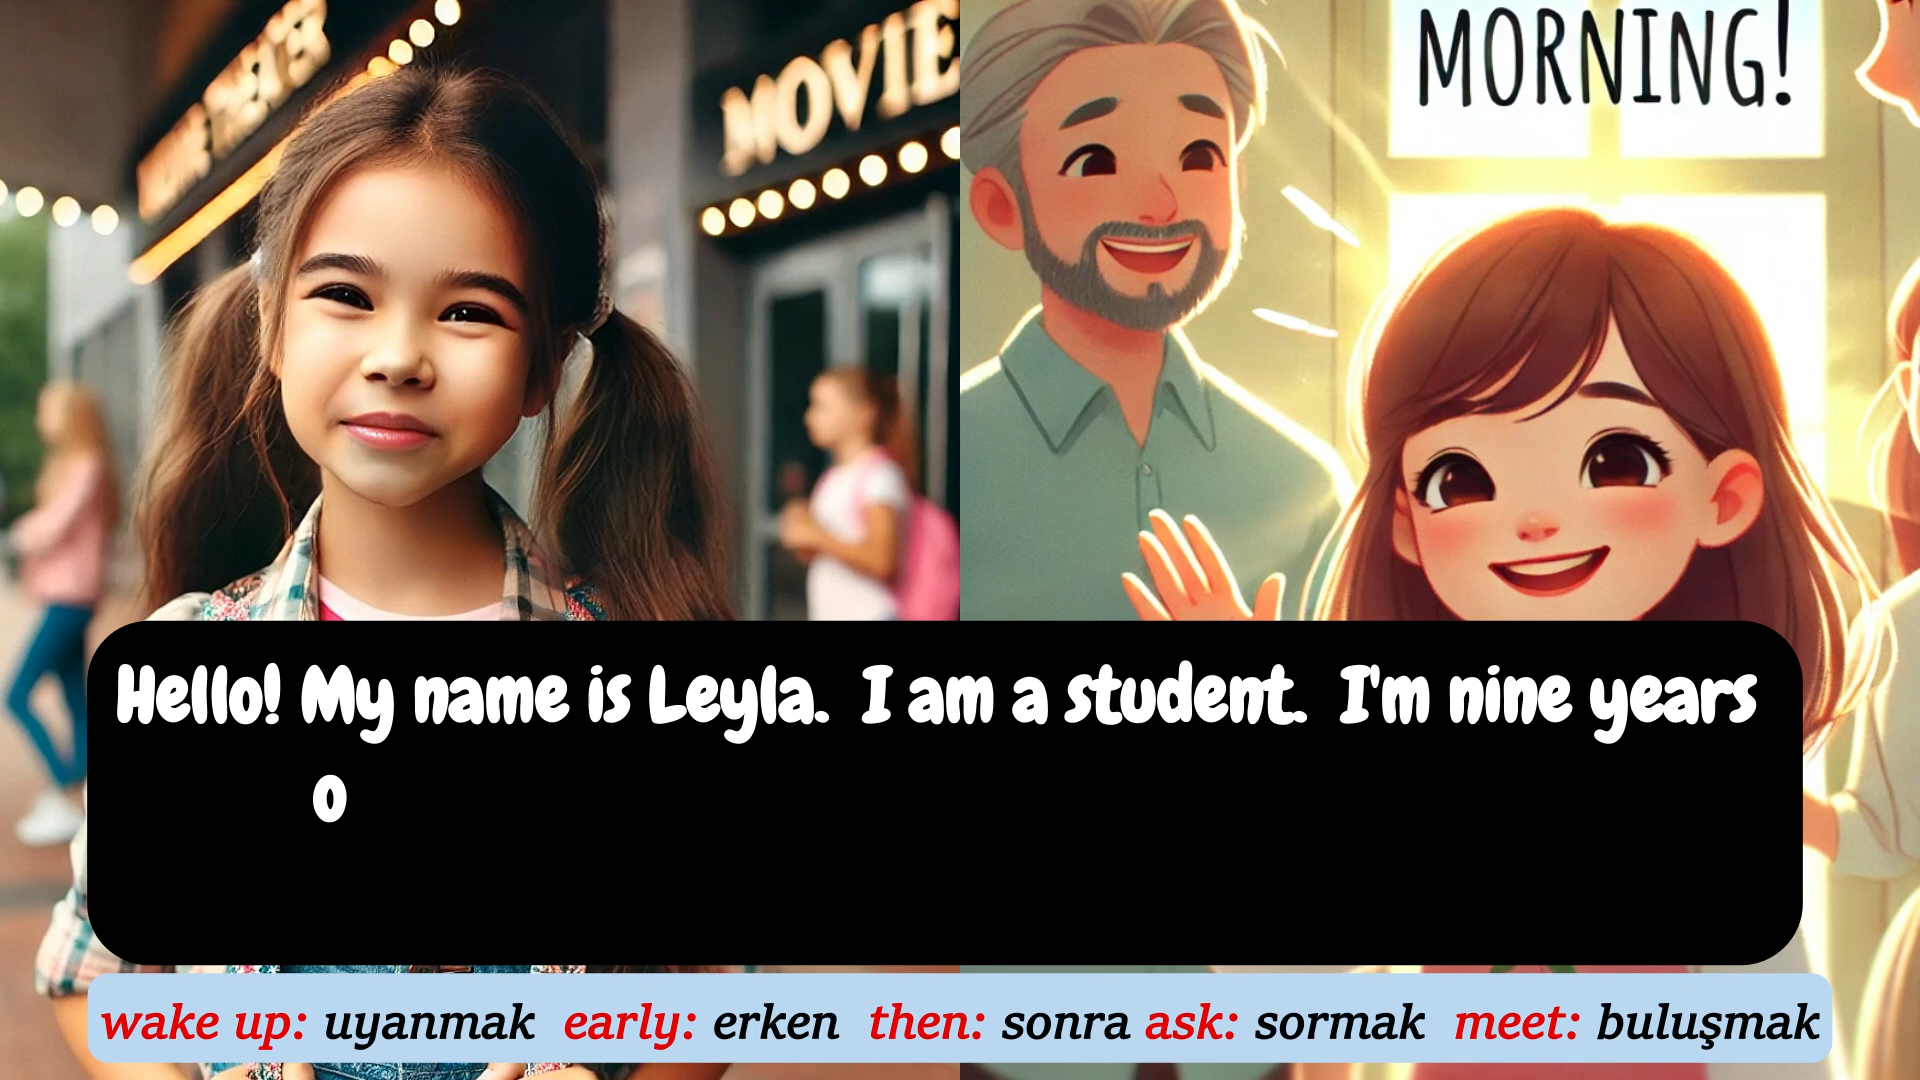 MOVIE
MORNING!
Hello! My name is Leyla. I am a student. I'm nine years
o
wake up: uyanmak early: erken then: sonra ask: sormak meet: buluşmak